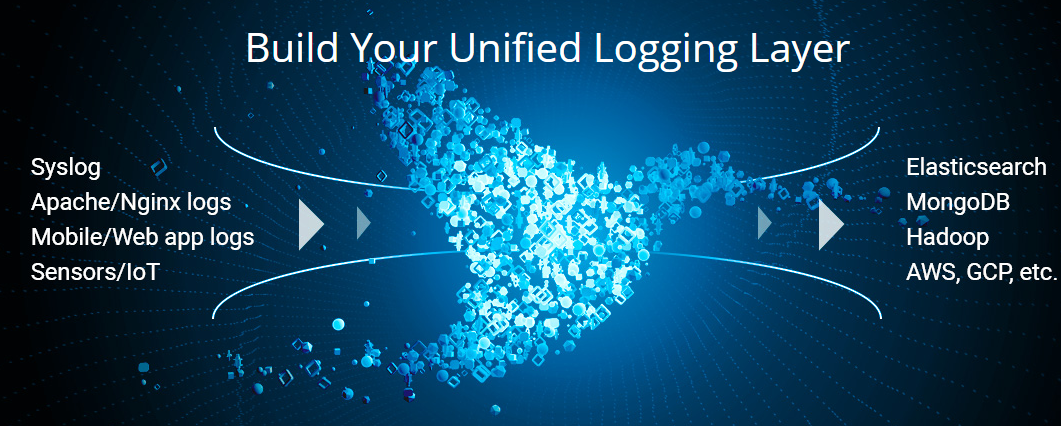 Build Your Unified Logging Layer
Syslog
Apache/Nginx logs
Mobile/Web app logs
Sensors/IoT
Elasticsearch
MongoDB
Hadoop
AWS, GCP, etc.